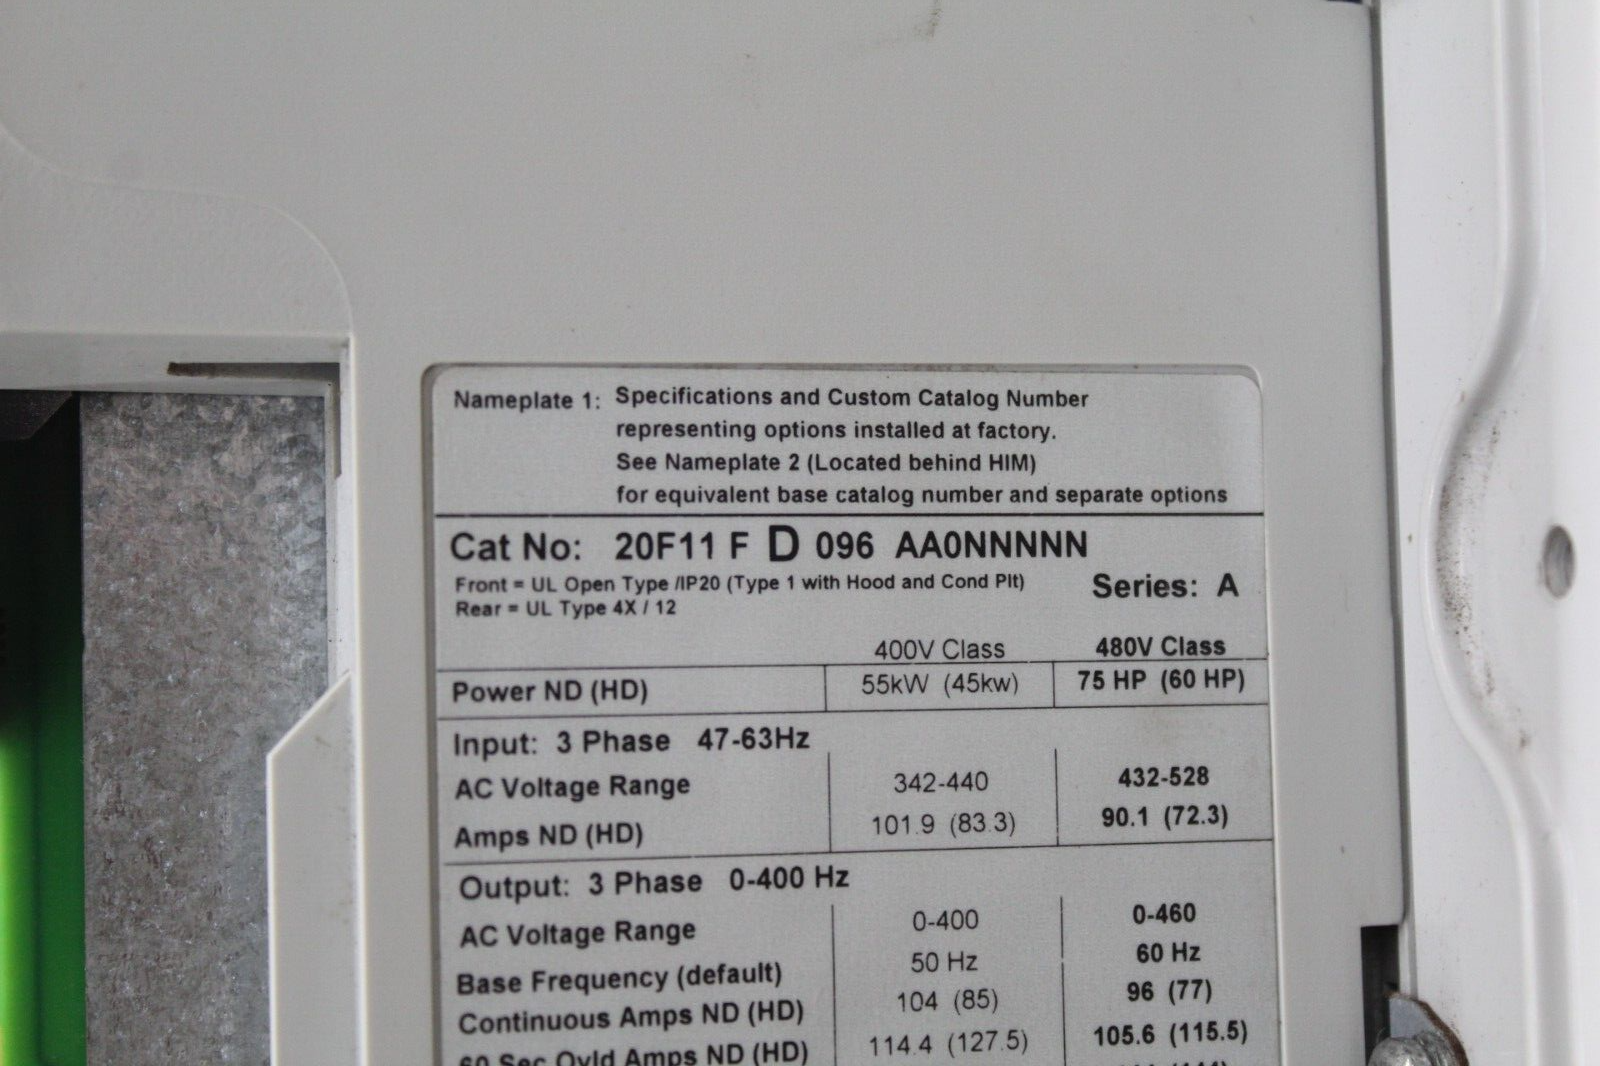 Nameplate 1: Specifications and Custom Catalog Number
representing options installed at factory.
See Nameplate 2 (Located behind HIM)
for equivalent base catalog number and separate options
Cat No: 20F11 F D 096 AA0NNNNN
Front = UL Open Type /IP20 (Type 1 with Hood and Cond Plt)
Series: A
Rear = UL Type 4X / 12
400V Class 480V Class
Power ND (HD) 55kW (45kw) 75 HP (60 HP)
Input: 3 Phase 47-63Hz
AC Voltage Range 342-440 432-528
Amps ND (HD) 101.9 (83.3) 90.1 (72.3)
Output: 3 Phase 0-400 Hz
AC Voltage Range 0-400 0-460
Base Frequency (default) 50 Hz 60 Hz
Continuous Amps ND (HD) 104 (85) 96 (77)
60 Sec Ovld Amps ND (HD) 114.4 (127.5) 105.6 (115.5)